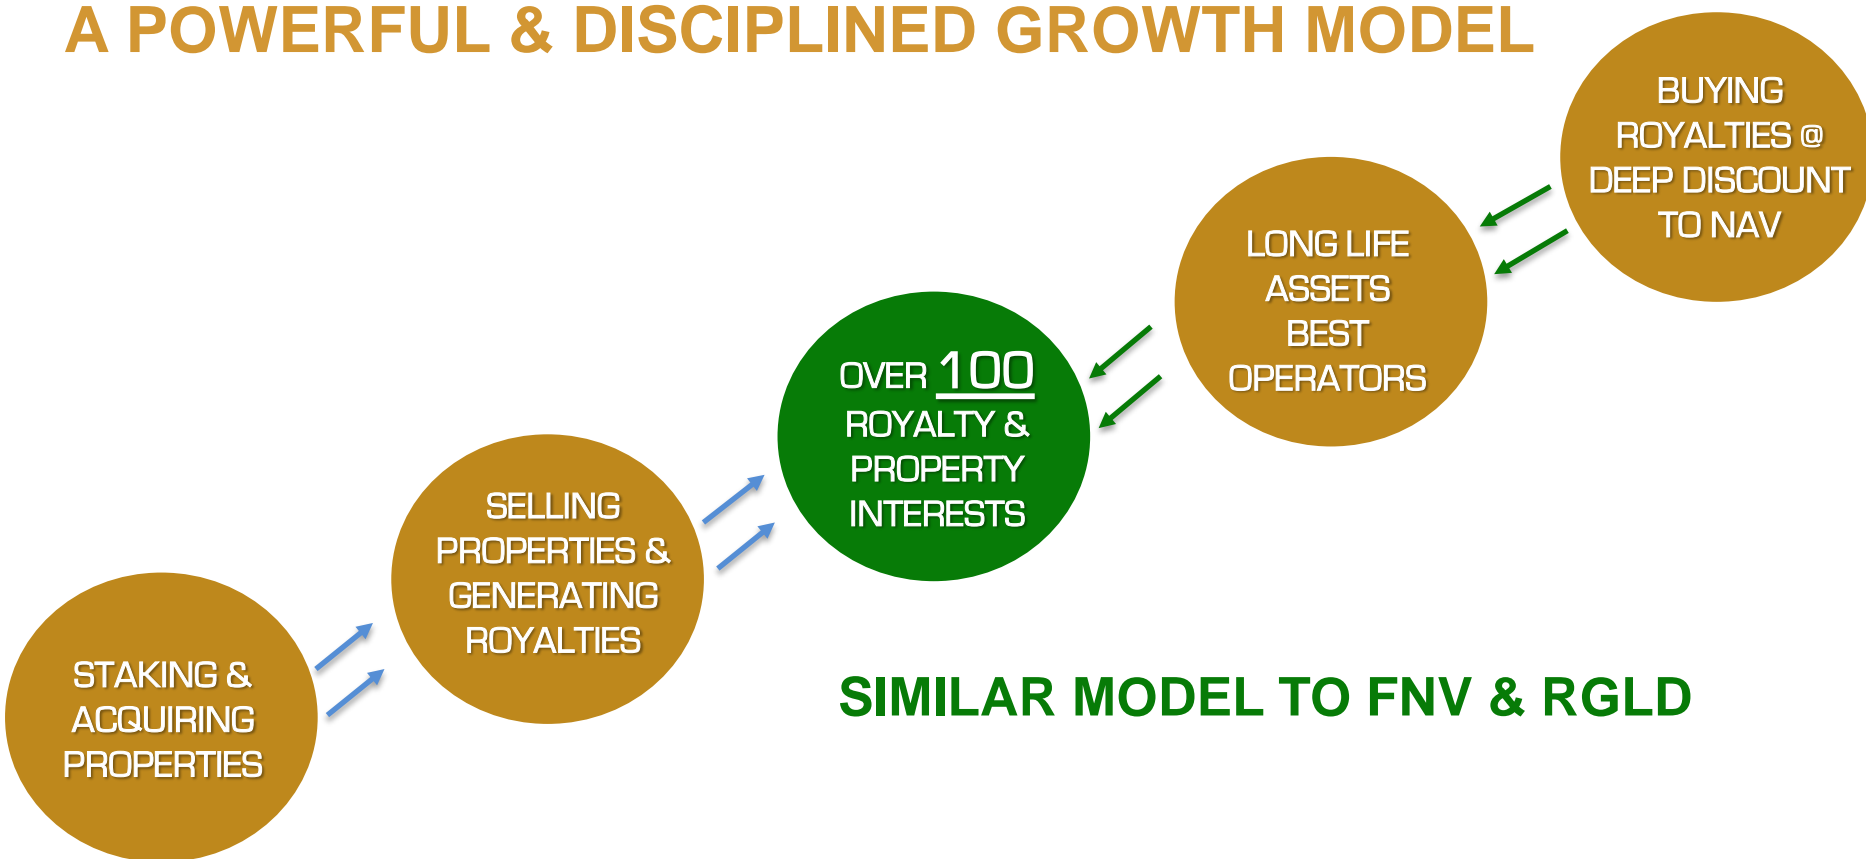 A POWERFUL & DISCIPLINED GROWTH MODEL
BUYING
ROYALTIES @
DEEP DISCOUNT
TO NAV
LONG LIFE
ASSETS
BEST
OPERATORS
OVER 100
ROYALTY &
PROPERTY
INTERESTS
SELLING
PROPERTIES &
GENERATING
ROYALTIES
STAKING &
ACQUIRING
PROPERTIES
SIMILAR MODEL TO FNV & RGLD